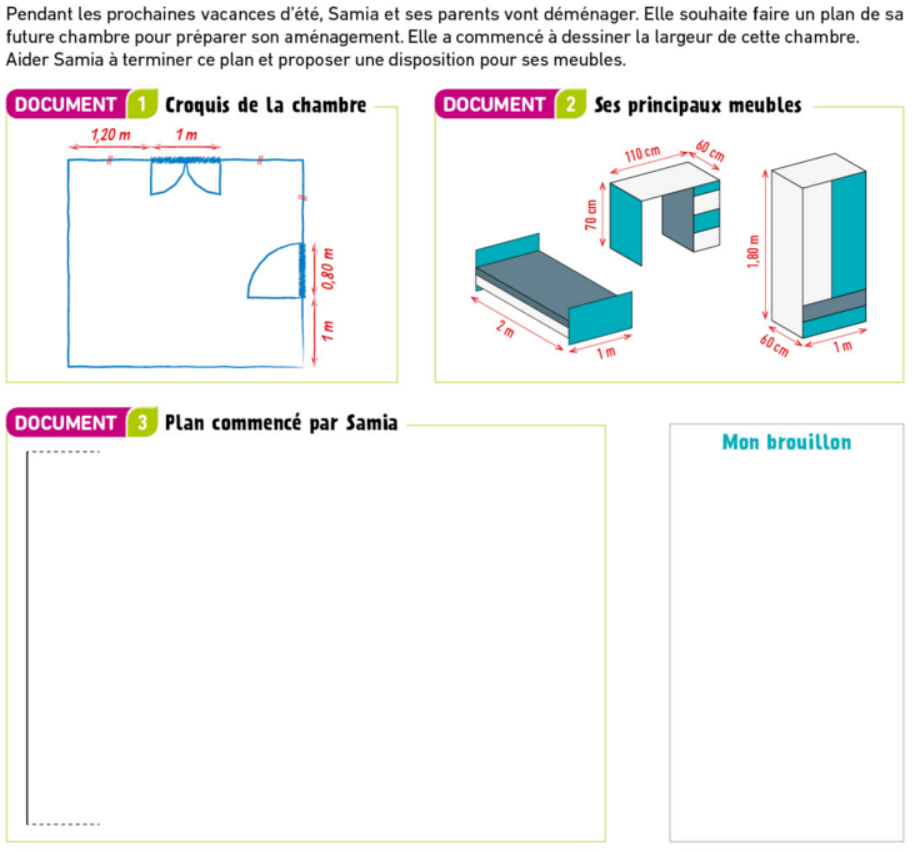 Pendant les prochaines vacances d'été, Samia et ses parents vont déménager. Elle souhaite faire un plan de sa
future chambre pour préparer son aménagement. Elle a commencé à dessiner la largeur de cette chambre.
Aider Samia à terminer ce plan et proposer une disposition pour ses meubles.
DOCUMENT 1 Croquis de la chambre
1,20 m
1 m
0,80 m
1 m
DOCUMENT 2 Ses principaux meubles
110 cm
60 cm
70 cm
2 m
1 m
1,80 m
60 cm
1 m
DOCUMENT 3 Plan commencé par Samia
Mon brouillon